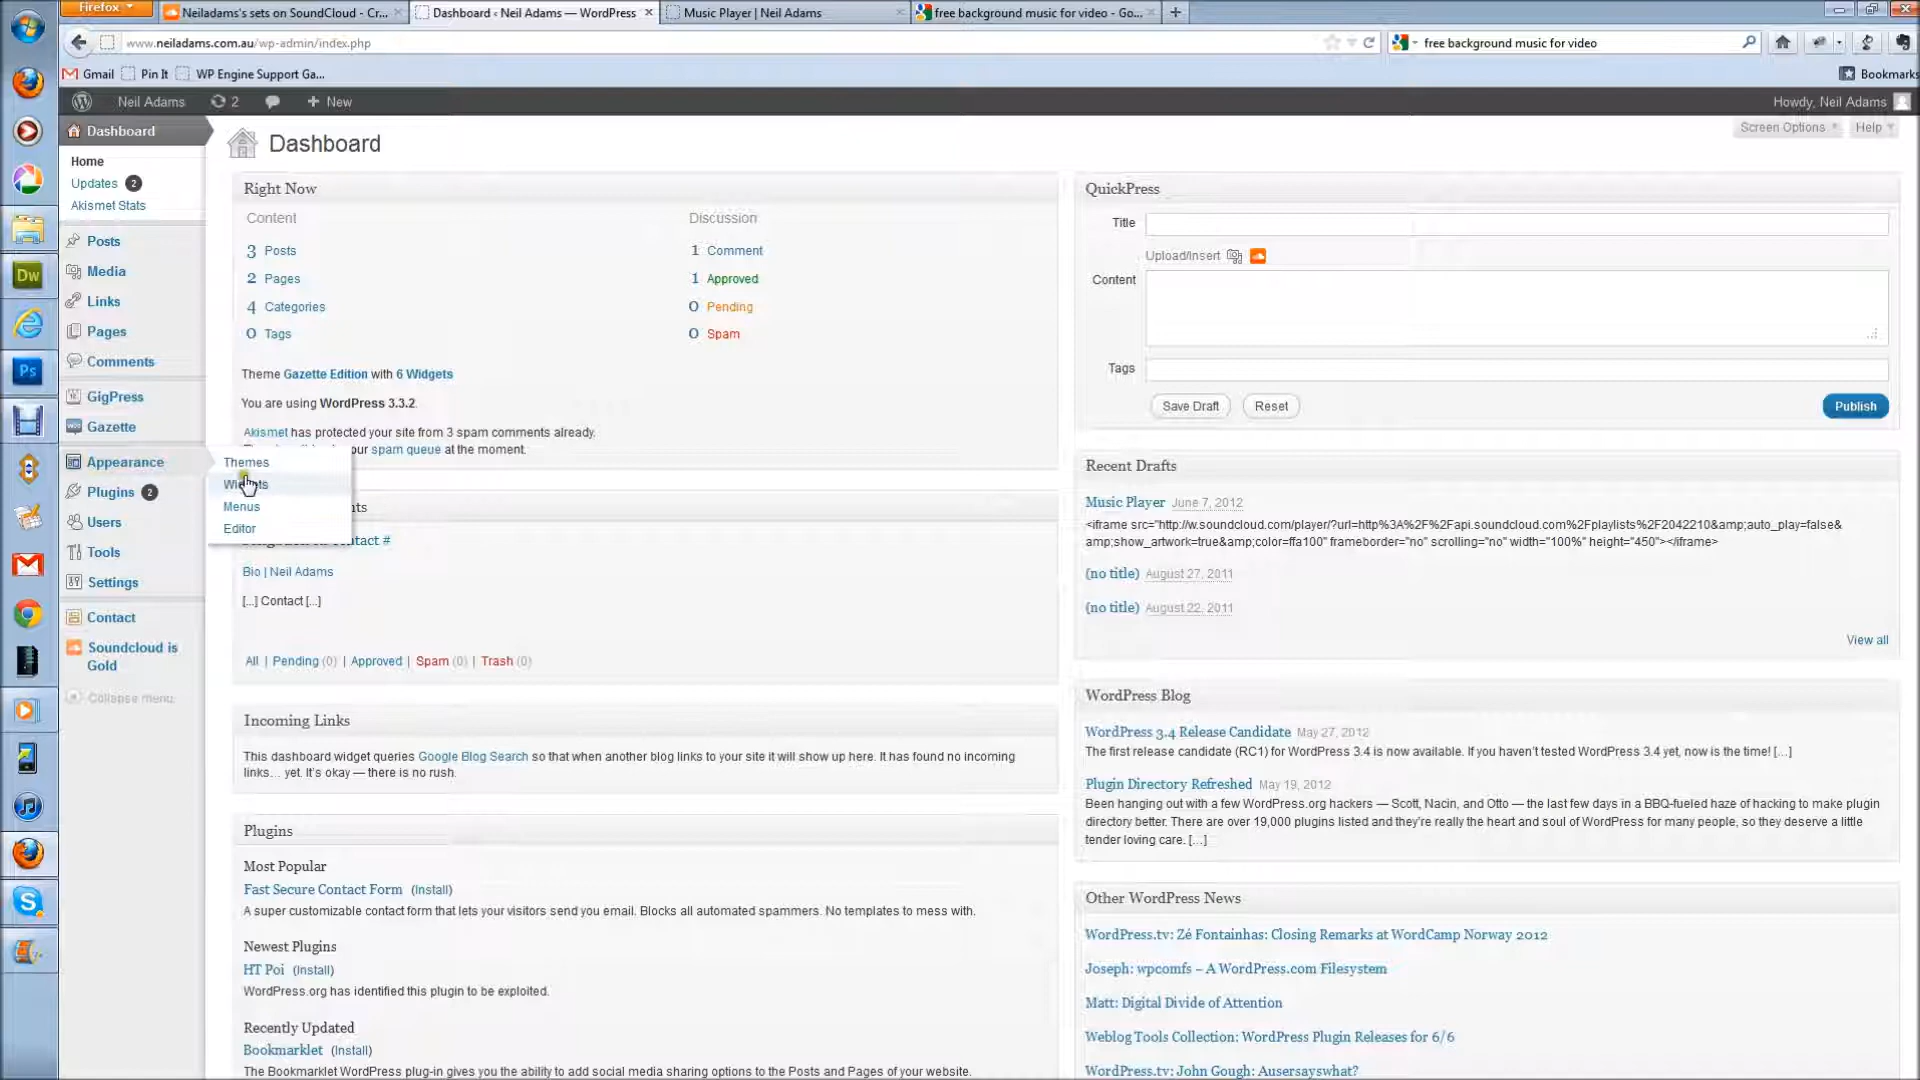 Firefox
Neiladams's sets on SoundCloud - Cr...
Dashboard ‹ Neil Adams — WordPress
Music Player | Neil Adams
free background music for video - Go...
www.neiladams.com.au/wp-admin/index.php
free background music for video
Gmail
Pin It
WP Engine Support Ga...
Bookmarks
Neil Adams
2
New
Howdy, Neil Adams
Dashboard
Home
Updates 2
Akismet Stats
Posts
Media
Links
Pages
Comments
GigPress
Gazette
Appearance
Plugins 2
Users
Tools
Settings
Contact
Soundcloud is
Gold
Collapse menu
Themes
Menus
Editor
Dw
Ps
Dashboard
Screen Options
Help
Right Now
Content
Discussion
3 Posts
1 Comment
2 Pages
1 Approved
4 Categories
0 Pending
0 Tags
0 Spam
Theme Gazette Edition with 6 Widgets
You are using WordPress 3.3.2.
Akismet has protected your site from 3 spam comments already.
our spam queue at the moment.
nts
ontact #
Bio | Neil Adams
[...] Contact [...]
All | Pending (0) | Approved | Spam (0) | Trash (0)
Incoming Links
This dashboard widget queries Google Blog Search so that when another blog links to your site it will show up here. It has found no incoming
links… yet. It's okay — there is no rush.
Plugins
Most Popular
Fast Secure Contact Form (Install)
A super customizable contact form that lets your visitors send you email. Blocks all automated spammers. No templates to mess with.
Newest Plugins
HT Poi (Install)
WordPress.org has identified this plugin to be exploited.
Recently Updated
Bookmarklet (Install)
The Bookmarklet WordPress plug-in gives you the ability to add social media sharing options to the Posts and Pages of your website.
QuickPress
Title
Upload/Insert
Content
Tags
Save Draft
Reset
Publish
Recent Drafts
Music Player June 7, 2012
<iframe src="http://w.soundcloud.com/player/?url=http%3A%2F%2Fapi.soundcloud.com%2Fplaylists%2F2042210&amp;auto_play=false&
amp;show_artwork=true&amp;color=ffa100" frameborder="no" scrolling="no" width="100%" height="450"></iframe>
(no title) August 27, 2011
(no title) August 22, 2011
View all
WordPress Blog
WordPress 3.4 Release Candidate May 27, 2012
The first release candidate (RC1) for WordPress 3.4 is now available. If you haven't tested WordPress 3.4 yet, now is the time! [...]
Plugin Directory Refreshed May 19, 2012
Been hanging out with a few WordPress.org hackers — Scott, Nacin, and Otto — the last few days in a BBQ-fueled haze of hacking to make plugin
directory better. There are over 19,000 plugins listed and they're really the heart and soul of WordPress for many people, so they deserve a little
tender loving care. [...]
Other WordPress News
WordPress.tv: Zé Fontainhas: Closing Remarks at WordCamp Norway 2012
Joseph: wpcomfs – A WordPress.com Filesystem
Matt: Digital Divide of Attention
Weblog Tools Collection: WordPress Plugin Releases for 6/6
WordPress.tv: John Gough: Ausersayswhat?